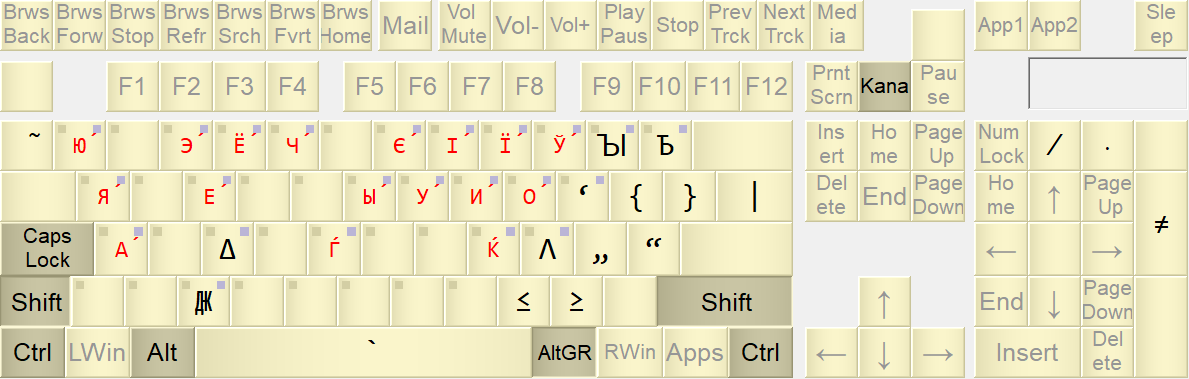 Brws Back Brws Forw Brws Stop Brws Refr Brws Srch Brws Fvrt Brws Home Mail Vol Mute Vol- Vol+ Play Paus Stop Prev Trck Next Trck Med ia App1 App2 Sle ep
F1 F2 F3 F4 F5 F6 F7 F8 F9 F10 F11 F12 Prnt Scrn Kana Pau se
˜ Ю́ Э́ Ё́ Ч́ Є́ І́ Ї́ Ў́ Ы Ъ Ins ert Ho me Page Up Num Lock / .
Я́ Е́ Ы́ У́ И́ О́ ‘ { } | Del ete End Page Down Ho me ↑ Page Up ≠
Caps Lock А́ Δ Ѓ Ќ Λ „ “ ← →
Shift Ԫ ≤ ≥ Shift ↑ End ↓ Page Down
Ctrl LWin Alt ` AltGR RWin Apps Ctrl ← ↓ → Insert Del ete